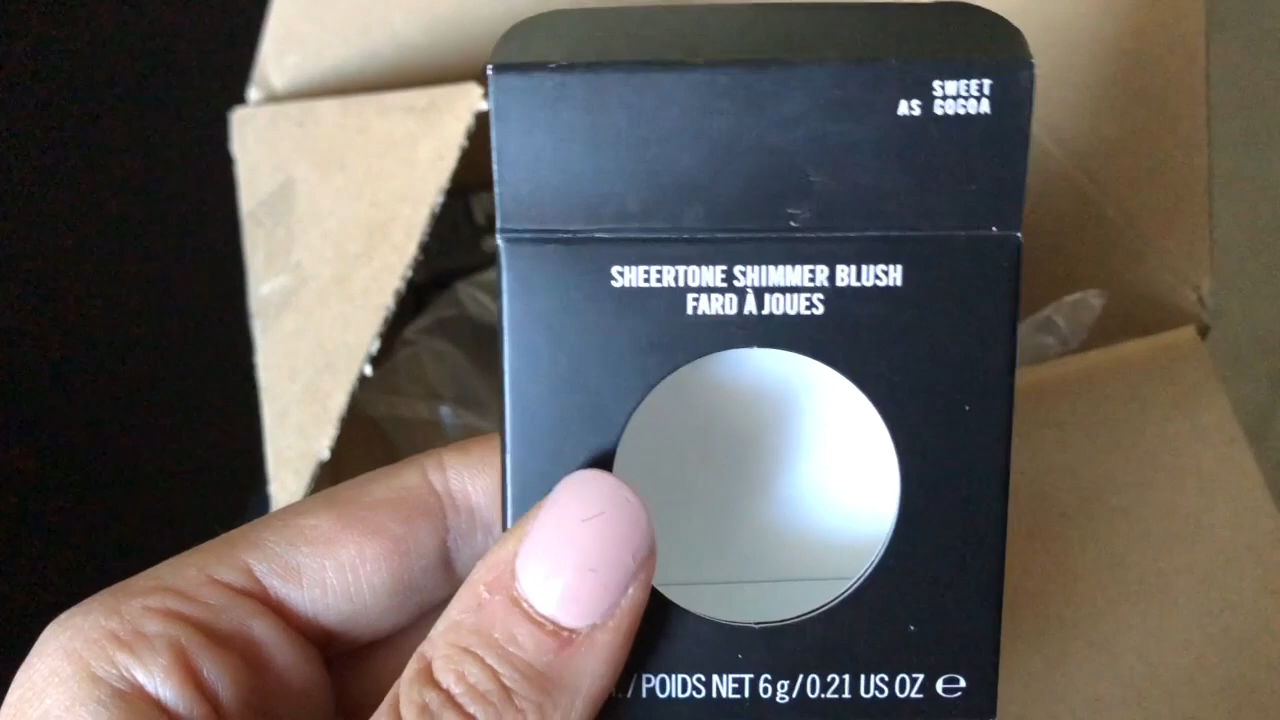 SWEET
AS COCOA
SHEERTONE SHIMMER BLUSH
FARD À JOUES
/ POIDS NET 6 g / 0.21 US OZ ℮